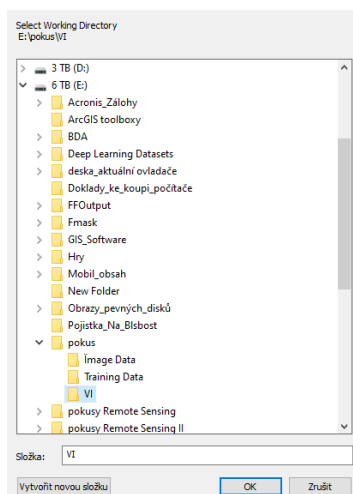 Select Working Directory
E:\pokus\VI
3 TB (D:)
6 TB (E:)
Acronis_Zálohy
ArcGIS toolboxy
BDA
Deep Learning Datasets
deska_aktuální ovladače
Doklady_ke_koupi_počítače
FFOutput
Fmask
GIS_Software
Hry
Mobil_obsah
New Folder
Obrazy_pevných_disků
Pojistka_Na_Blsbost
pokus
Image Data
Training Data
VI
pokusy Remote Sensing
pokusy Remote Sensing II
Složka: VI
Vytvořit novou složku OK Zrušit